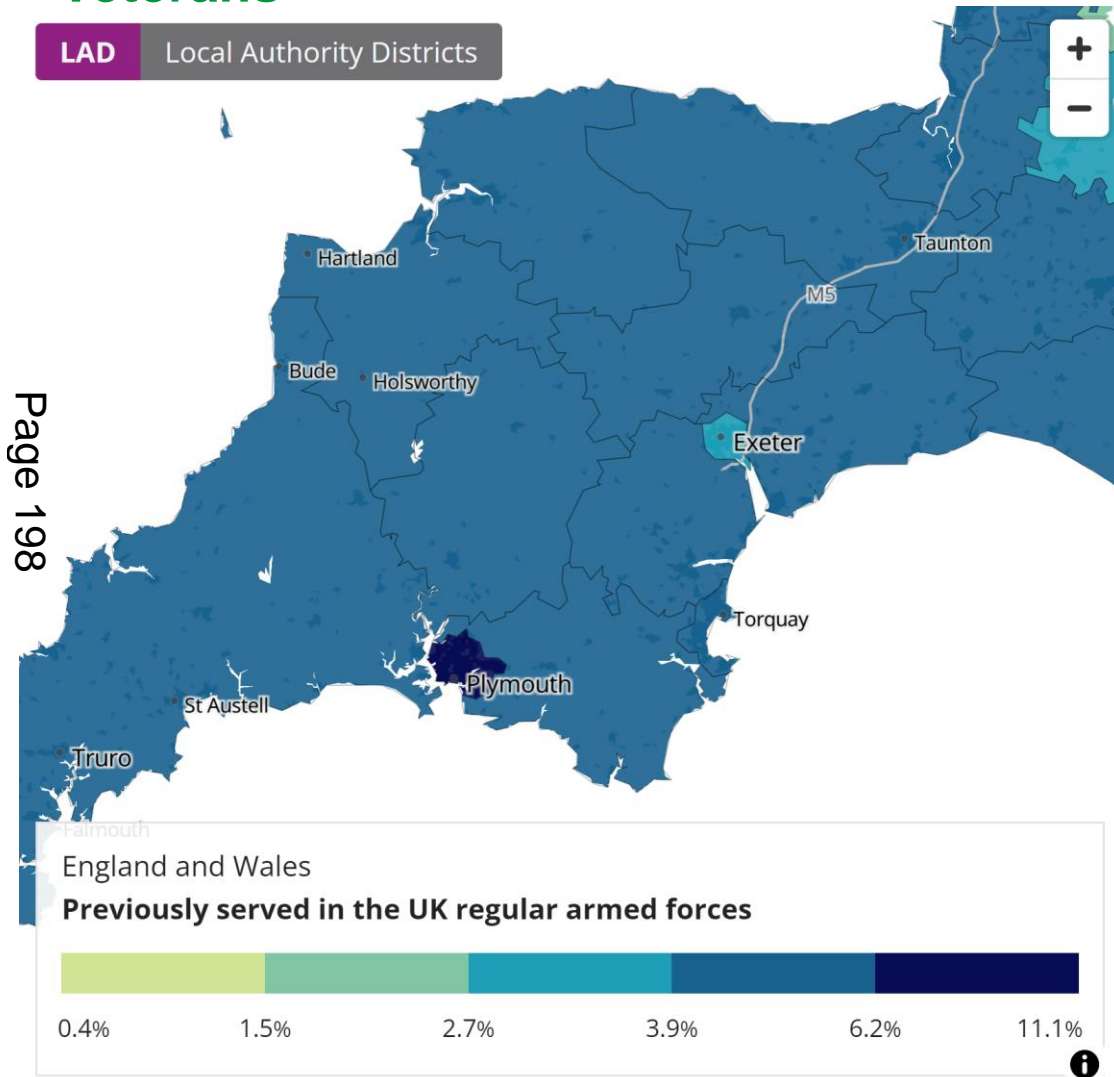 Veterans
LAD Local Authority Districts
+
−
Hartland
Taunton
M5
Bude
Holsworthy
Exeter
Page 198
Torquay
Plymouth
St Austell
Truro
Falmouth
England and Wales
Previously served in the UK regular armed forces
0.4% 1.5% 2.7% 3.9% 6.2% 11.1%
i